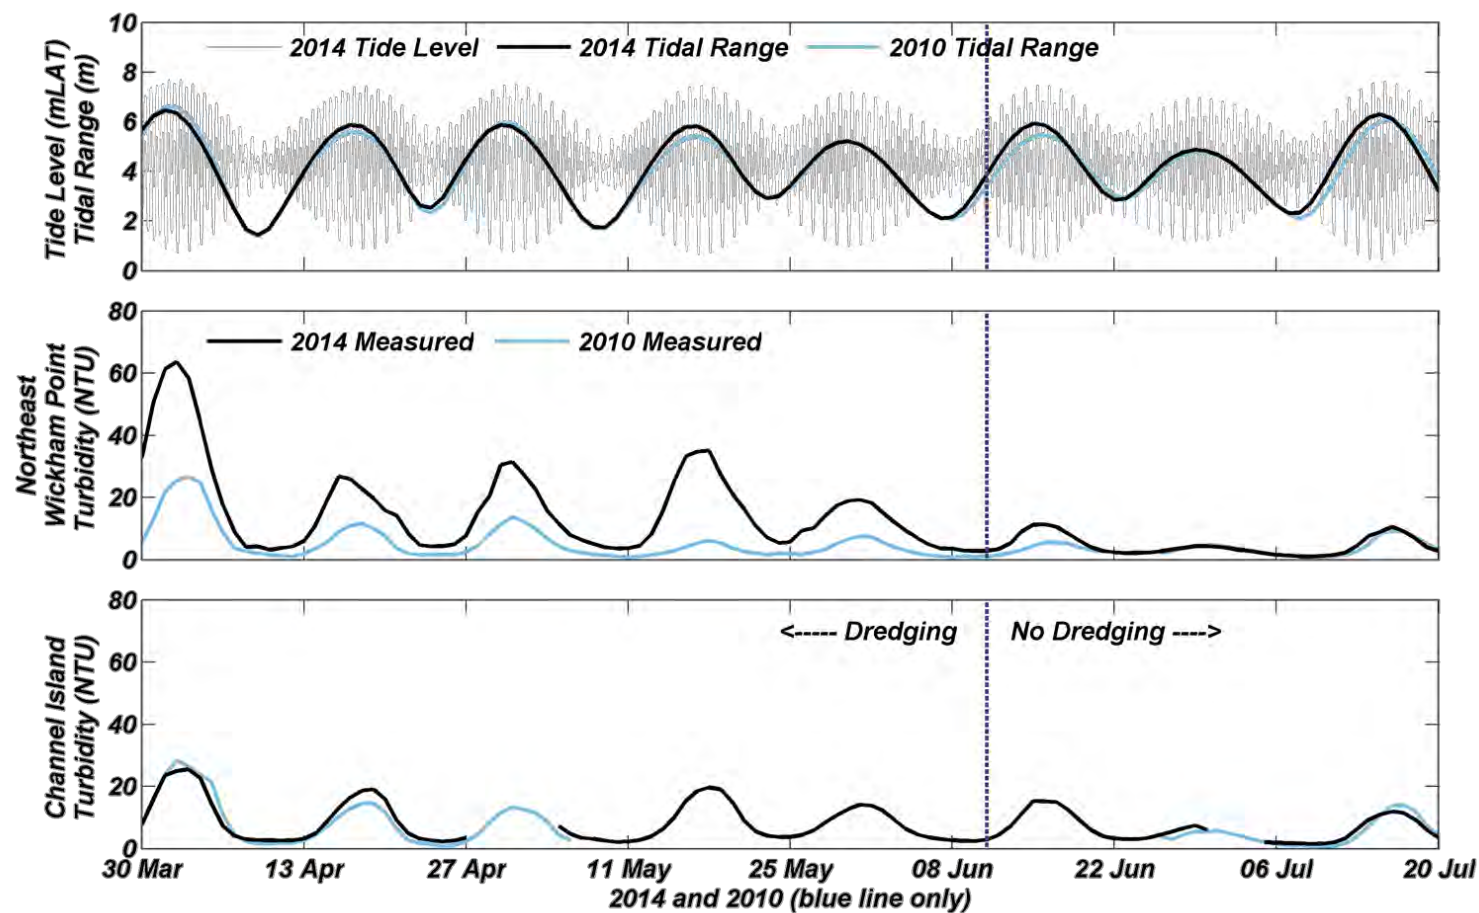 10
8
6
4
2
0
Tide Level (mLAT)
Tidal Range (m)
2014 Tide Level
2014 Tidal Range
2010 Tidal Range
80
60
40
20
0
Northeast
Wickham Point
Turbidity (NTU)
2014 Measured
2010 Measured
80
60
40
20
0
Channel Island
Turbidity (NTU)
<----- Dredging
No Dredging ---->
30 Mar
13 Apr
27 Apr
11 May
25 May
08 Jun
22 Jun
06 Jul
20 Jul
2014 and 2010 (blue line only)